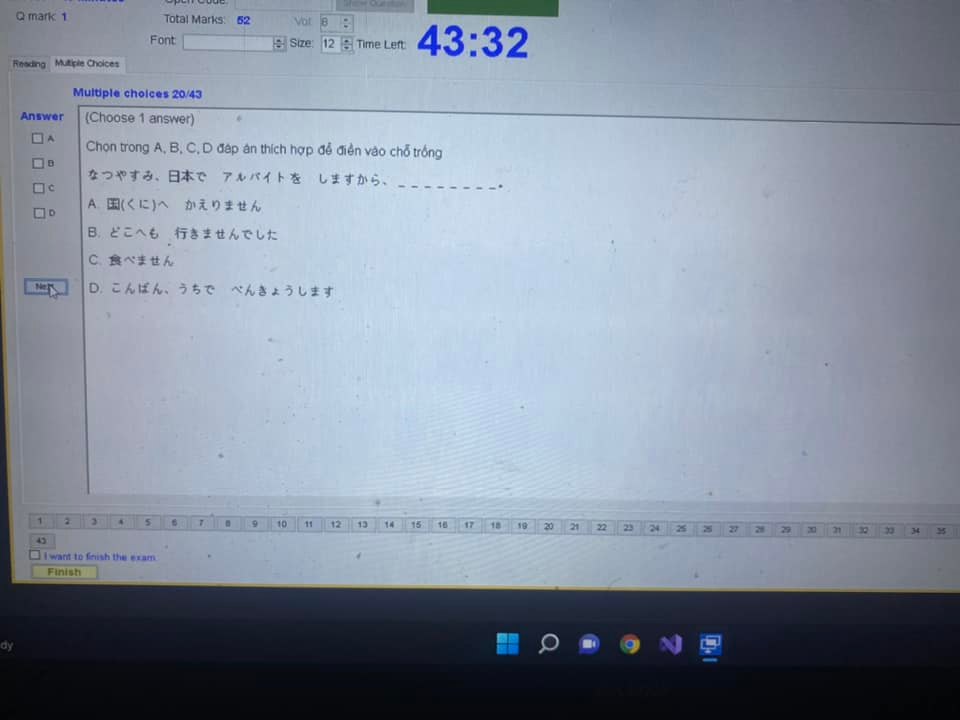 Q mark: 1
Total Marks: 52
Vol: 8
Show Question
Font:
Size: 12
Time Left: 43:32
Reading
Multiple Choices
Multiple choices 20/43
Answer
(Choose 1 answer)
A
B
C
D
Chọn trong A, B, C, D đáp án thích hợp để điền vào chỗ trống
なつやすみ、日本で アルバイトを しますから、_ _ _ _ _ _ _ _.
A. 国(くに)へ かえりません
B. どこへも 行きませんでした
C. 食べません
D. こんばん、うちで べんきょうします
1 2 3 4 5 6 7 8 9 10 11 12 13 14 15 16 17 18 19 20 21 22 23 24 25 26 27 28 29 30 31 32 33 34 35
43
I want to finish the exam.
Finish
dy